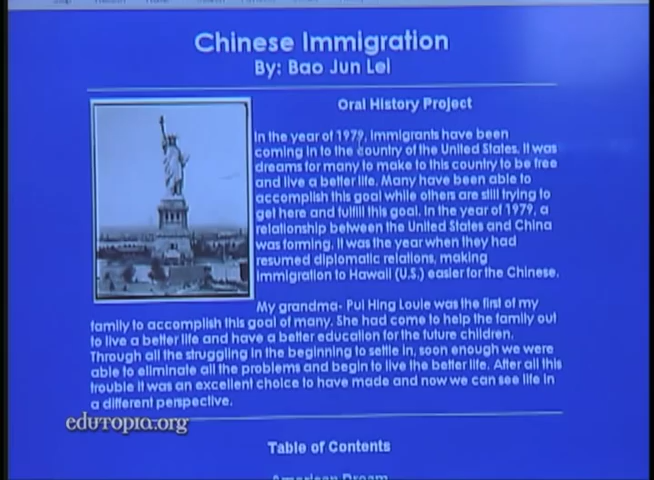 Chinese Immigration
By: Bao Jun Lei
Oral History Project
In the year of 1979, immigrants have been
coming in to the country of the United States. It was
dreams for many to make to this country to be free
and live a better life. Many have been able to
accomplish this goal while others are still trying to
get here and fulfill this goal. In the year of 1979, a
relationship between the United States and China
was forming. It was the year when they had
resumed diplomatic relations, making
immigration to Hawaii (U.S.) easier for the Chinese.
My grandma- Pui Hing Louie was the first of my
family to accomplish this goal of many. She had come to help the family out
to live a better life and have a better education for the future children.
Through all the struggling in the beginning to settle in, soon enough we were
able to eliminate all the problems and begin to live the better life. After all this
trouble it was an excellent choice to have made and now we can see life in
a different perspective.
edutopia.org
Table of Contents
American Dream